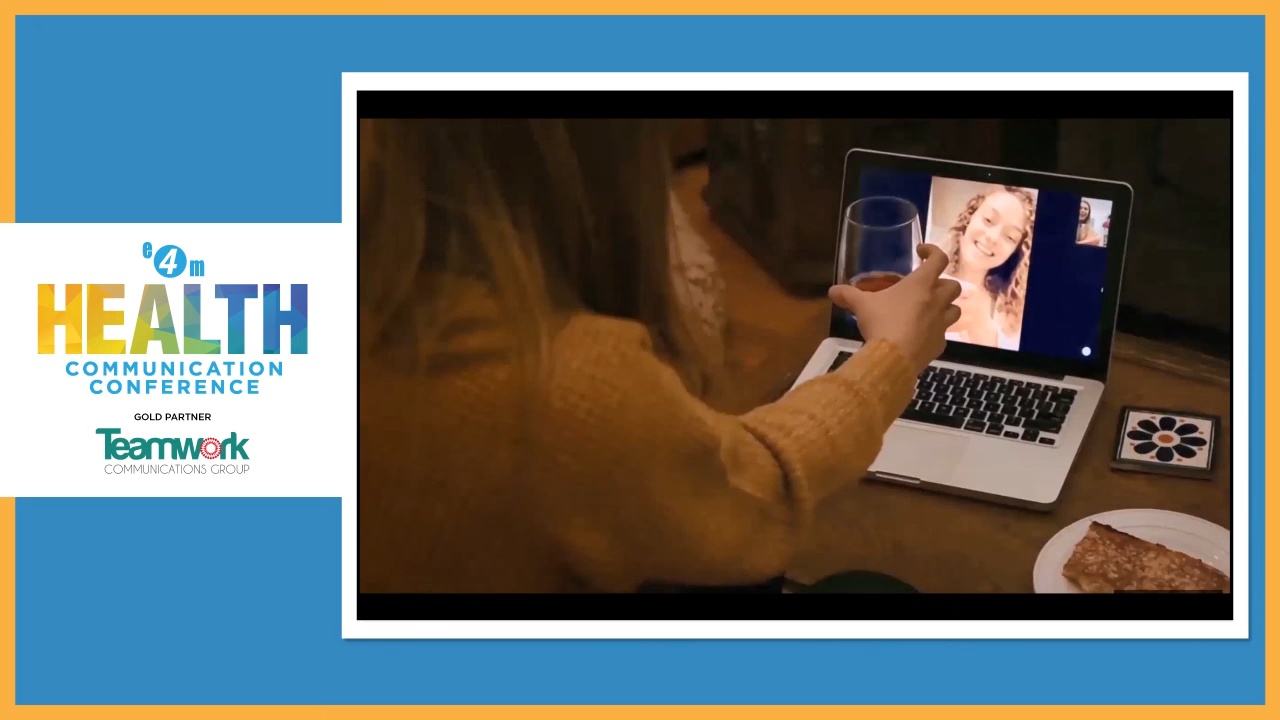 e4m
HEALTH
COMMUNICATION
CONFERENCE
GOLD PARTNER
Teamwork
COMMUNICATIONS GROUP